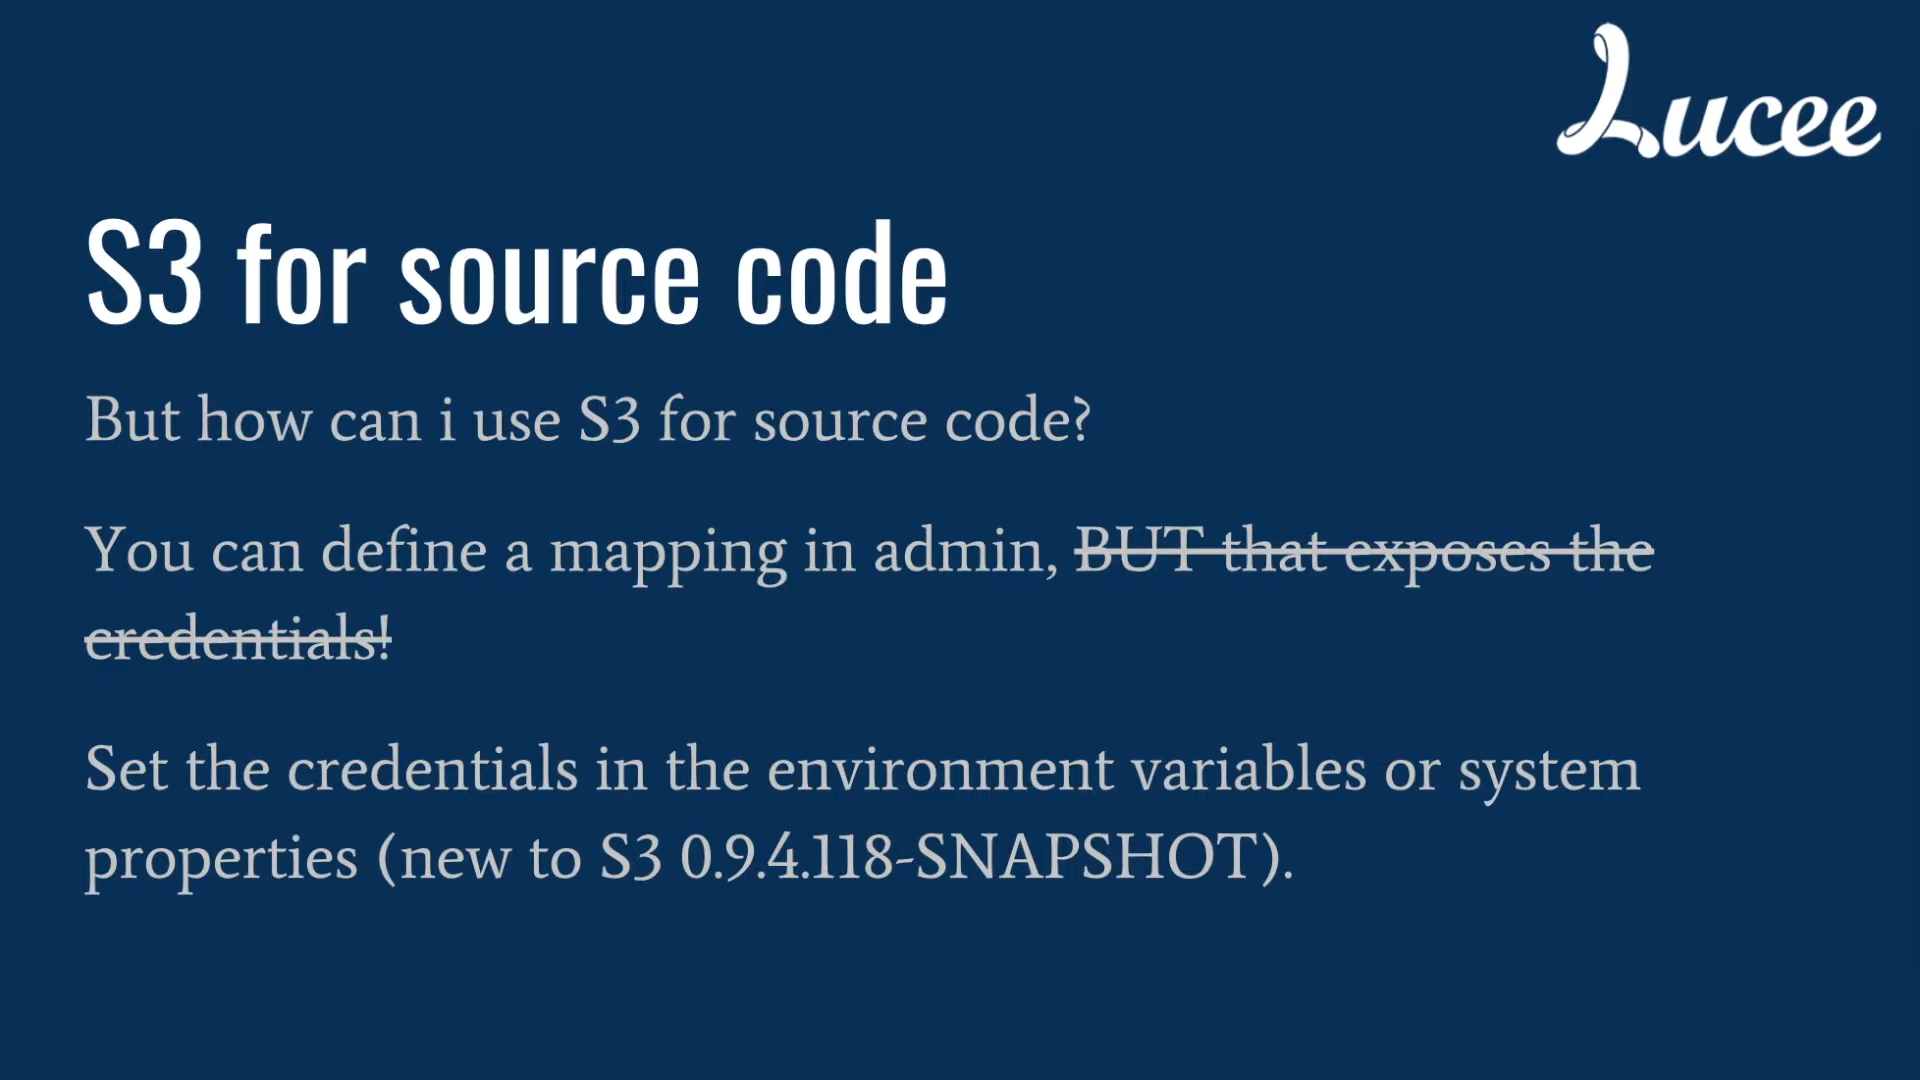 Lucee
S3 for source code
But how can i use S3 for source code?
You can define a mapping in admin, BUT that exposes the
credentials!
Set the credentials in the environment variables or system
properties (new to S3 0.9.4.118-SNAPSHOT).